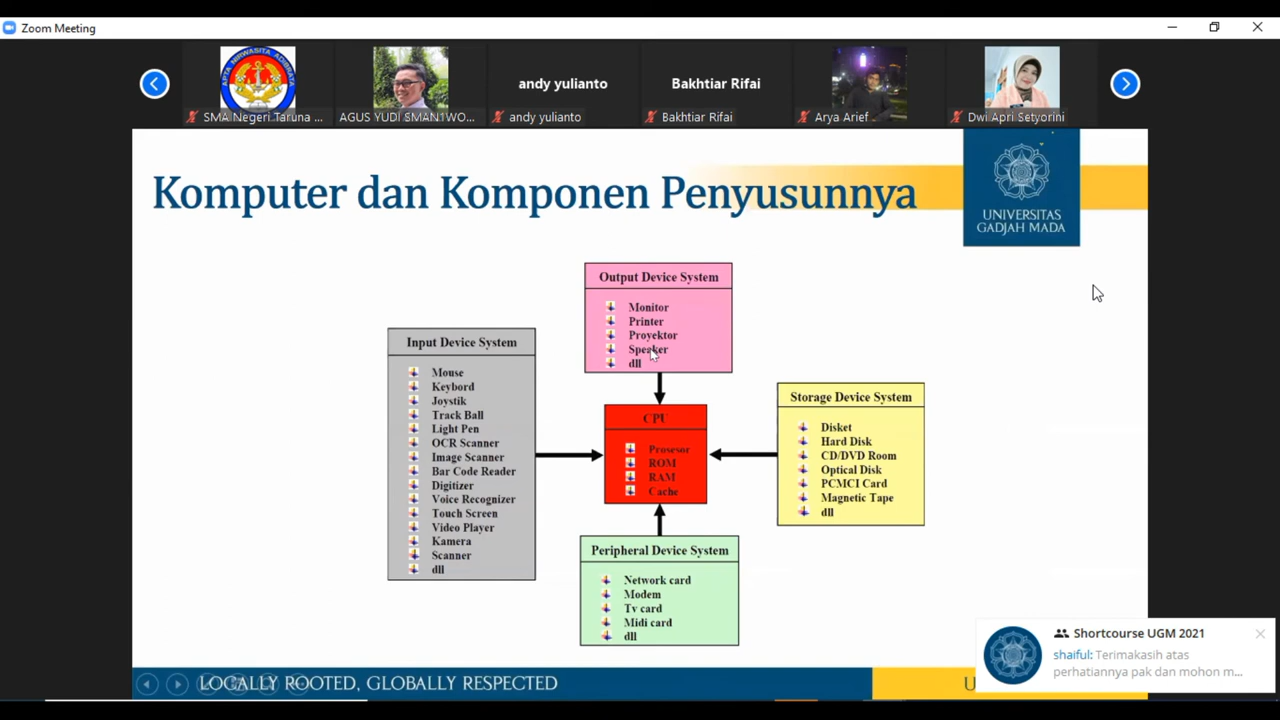 Zoom Meeting
andy yulianto
Bakhtiar Rifai
SMA Negeri Taruna ...
AGUS YUDI SMAN1WO...
andy yulianto
Bakhtiar Rifai
Arya Arief
Dwi Apri Setyorini
Komputer dan Komponen Penyusunnya
UNIVERSITAS
GADJAH MADA
Output Device System
Monitor
Printer
Proyektor
Speaker
dll
Input Device System
Mouse
Keybord
Joystik
Track Ball
Light Pen
OCR Scanner
Image Scanner
Bar Code Reader
Digitizer
Voice Recognizer
Touch Screen
Video Player
Kamera
Scanner
dll
CPU
Prosesor
ROM
RAM
Cache
Storage Device System
Disket
Hard Disk
CD/DVD Room
Optical Disk
PCMCI Card
Magnetic Tape
dll
Peripheral Device System
Network card
Modem
Tv card
Midi card
dll
Shortcourse UGM 2021
shaiful: Terimakasih atas
perhatiannya pak dan mohon m...
LOCALLY ROOTED, GLOBALLY RESPECTED